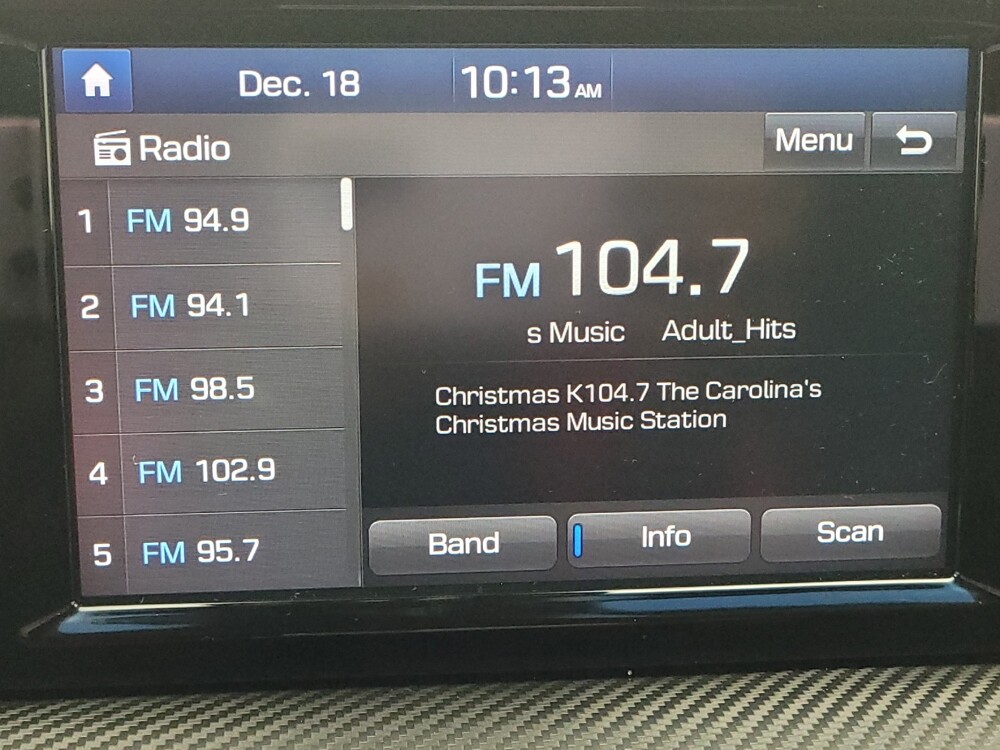 Dec. 18 10:13 AM
Radio Menu
1 FM 94.9
2 FM 94.1
3 FM 98.5
4 FM 102.9
5 FM 95.7
FM 104.7
s Music Adult_Hits
Christmas K104.7 The Carolina's
Christmas Music Station
Band Info Scan